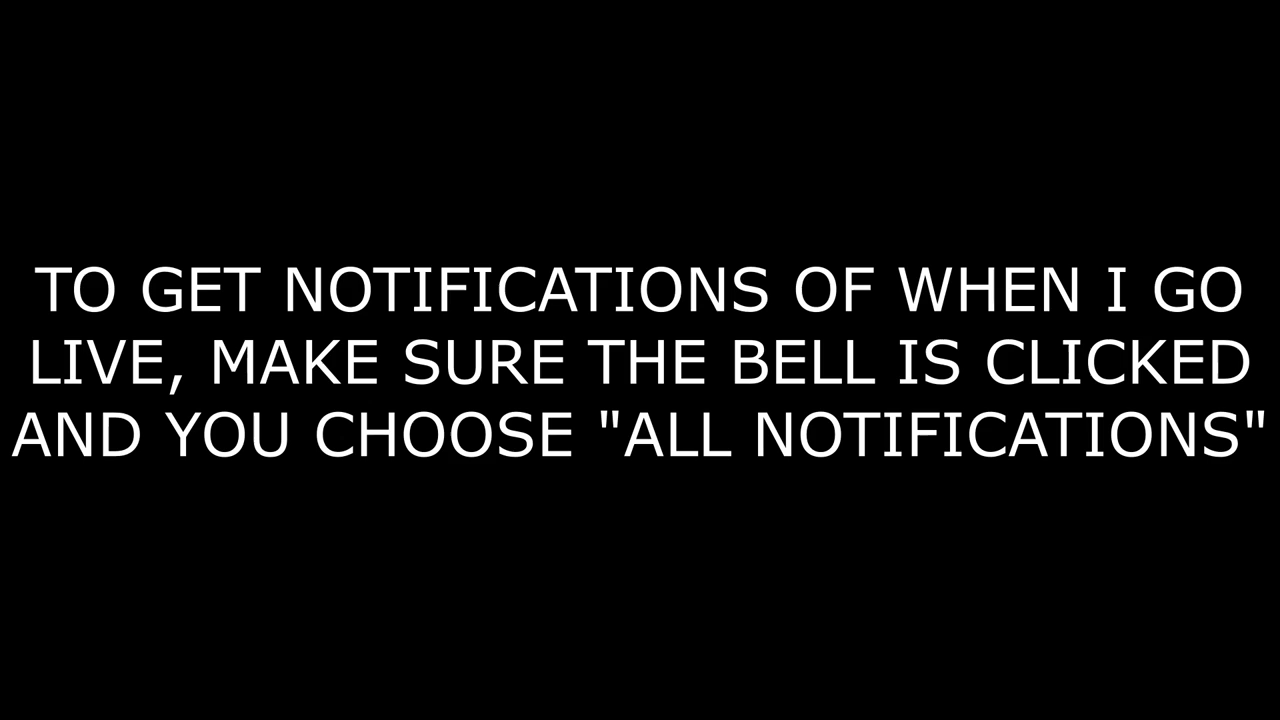 TO GET NOTIFICATIONS OF WHEN I GO
LIVE, MAKE SURE THE BELL IS CLICKED
AND YOU CHOOSE "ALL NOTIFICATIONS"